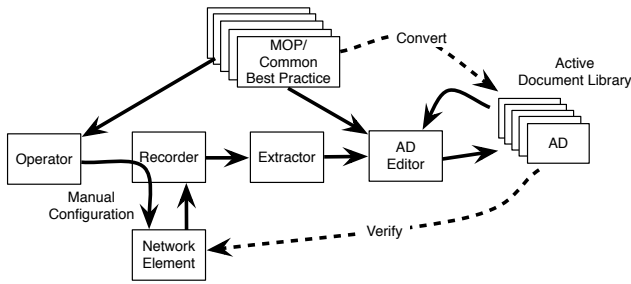 MOP/
Common
Best Practice
Convert
Active
Document Library
Operator
Recorder
Extractor
AD
Editor
AD
Manual
Configuration
Network
Element
Verify